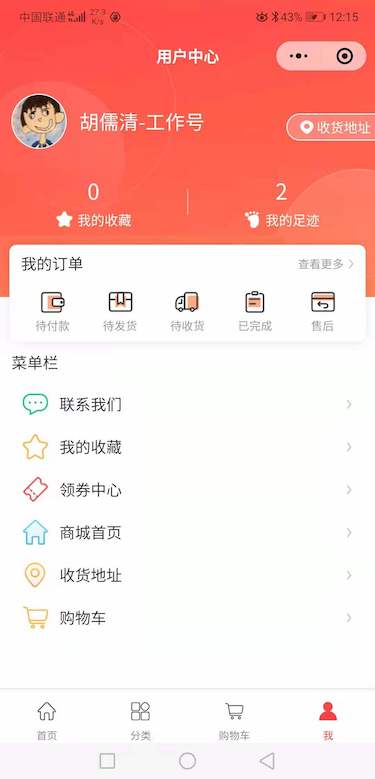 中国联通 27.3 K/s 43% 12:15
用户中心
胡儒清-工作号
收货地址
0 2
我的收藏 我的足迹
我的订单 查看更多
待付款 待发货 待收货 已完成 售后
菜单栏
联系我们
我的收藏
领券中心
商城首页
收货地址
购物车
首页 分类 购物车 我